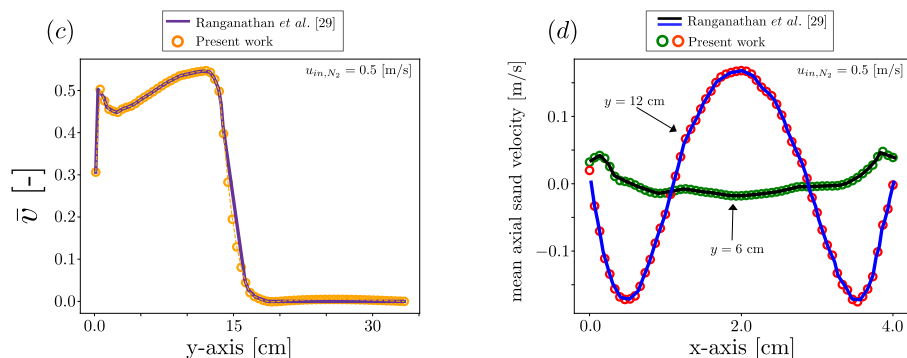 (c)
Ranganathan et al. [29]
Present work
u_{in,N_2} = 0.5 [m/s]
0.5
0.4
0.3
0.2
0.1
0.0
0.0 15 30
y-axis [cm]
v̄ [-]
(d)
Ranganathan et al. [29]
Present work
u_{in,N_2} = 0.5 [m/s]
y = 12 cm
y = 6 cm
0.1
0.0
−0.1
0.0 2.0 4.0
x-axis [cm]
mean axial sand velocity [m/s]